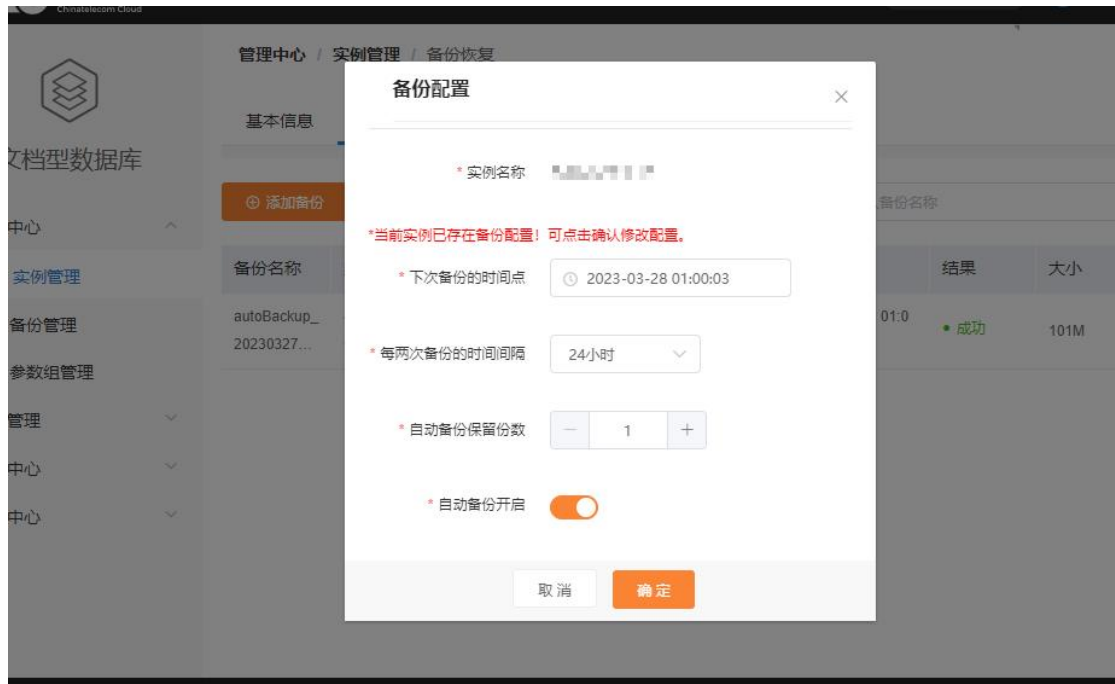 Chinatelecom Cloud
管理中心 / 实例管理 / 备份恢复
备份配置
基本信息
文档型数据库
* 实例名称
添加备份
备份名称
中心
*当前实例已存在备份配置！可点击确认修改配置。
实例管理
备份名称
* 下次备份的时间点
2023-03-28 01:00:03
结果
大小
备份管理
autoBackup_
20230327...
01:0
成功
101M
* 每两次备份的时间间隔
24小时
参数组管理
管理
* 自动备份保留份数
1
中心
* 自动备份开启
中心
取消
确定